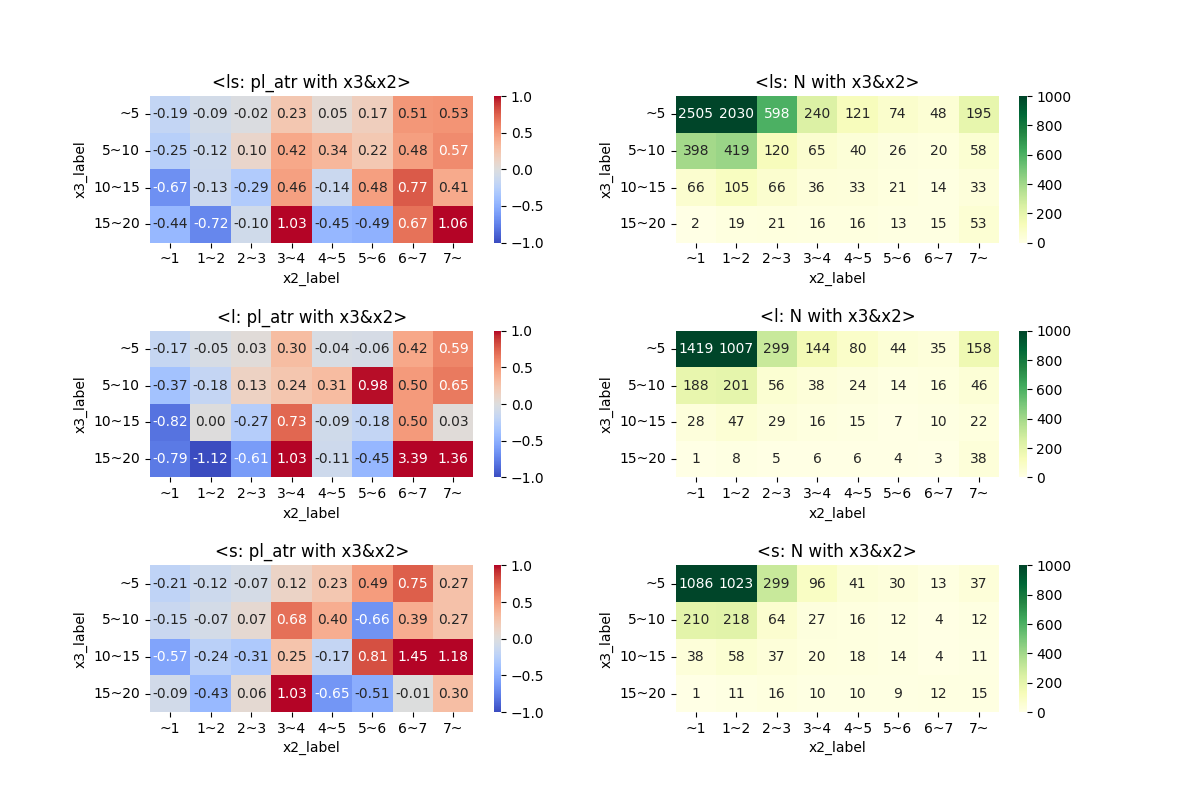 <ls: pl_atr with x3&x2>
x3_label
~5 -0.19 -0.09 -0.02 0.23 0.05 0.17 0.51 0.53
5~10 -0.25 -0.12 0.10 0.42 0.34 0.22 0.48 0.57
10~15 -0.67 -0.13 -0.29 0.46 -0.14 0.48 0.77 0.41
15~20 -0.44 -0.72 -0.10 1.03 -0.45 -0.49 0.67 1.06
~1 1~2 2~3 3~4 4~5 5~6 6~7 7~
x2_label
1.0
0.5
0.0
−0.5
−1.0
<ls: N with x3&x2>
x3_label
~5 2505 2030 598 240 121 74 48 195
5~10 398 419 120 65 40 26 20 58
10~15 66 105 66 36 33 21 14 33
15~20 2 19 21 16 16 13 15 53
~1 1~2 2~3 3~4 4~5 5~6 6~7 7~
x2_label
1000
800
600
400
200
0
<l: pl_atr with x3&x2>
x3_label
~5 -0.17 -0.05 0.03 0.30 -0.04 -0.06 0.42 0.59
5~10 -0.37 -0.18 0.13 0.24 0.31 0.98 0.50 0.65
10~15 -0.82 0.00 -0.27 0.73 -0.09 -0.18 0.50 0.03
15~20 -0.79 -1.12 -0.61 1.03 -0.11 -0.45 3.39 1.36
~1 1~2 2~3 3~4 4~5 5~6 6~7 7~
x2_label
1.0
0.5
0.0
−0.5
−1.0
<l: N with x3&x2>
x3_label
~5 1419 1007 299 144 80 44 35 158
5~10 188 201 56 38 24 14 16 46
10~15 28 47 29 16 15 7 10 22
15~20 1 8 5 6 6 4 3 38
~1 1~2 2~3 3~4 4~5 5~6 6~7 7~
x2_label
1000
800
600
400
200
0
<s: pl_atr with x3&x2>
x3_label
~5 -0.21 -0.12 -0.07 0.12 0.23 0.49 0.75 0.27
5~10 -0.15 -0.07 0.07 0.68 0.40 -0.66 0.39 0.27
10~15 -0.57 -0.24 -0.31 0.25 -0.17 0.81 1.45 1.18
15~20 -0.09 -0.43 0.06 1.03 -0.65 -0.51 -0.01 0.30
~1 1~2 2~3 3~4 4~5 5~6 6~7 7~
x2_label
1.0
0.5
0.0
−0.5
−1.0
<s: N with x3&x2>
x3_label
~5 1086 1023 299 96 41 30 13 37
5~10 210 218 64 27 16 12 4 12
10~15 38 58 37 20 18 14 4 11
15~20 1 11 16 10 10 9 12 15
~1 1~2 2~3 3~4 4~5 5~6 6~7 7~
x2_label
1000
800
600
400
200
0